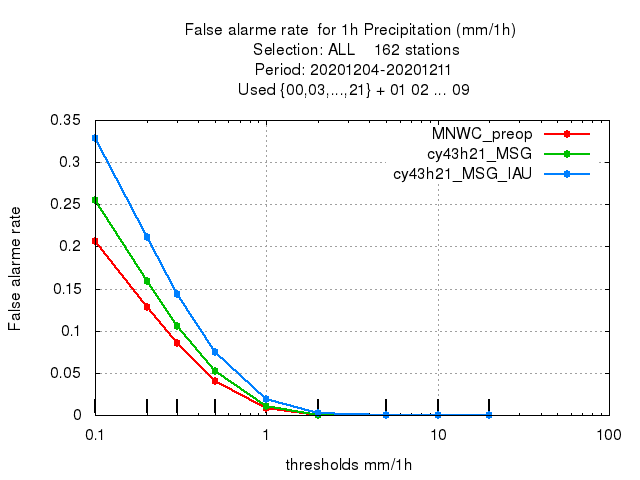 False alarme rate  for 1h Precipitation (mm/1h)
Selection: ALL    162 stations
Period: 20201204-20201211
Used {00,03,...,21} + 01 02 ... 09
MNWC_preop
cy43h21_MSG
cy43h21_MSG_IAU
False alarme rate
0.35
0.3
0.25
0.2
0.15
0.1
0.05
0
0.1
1
10
100
thresholds mm/1h